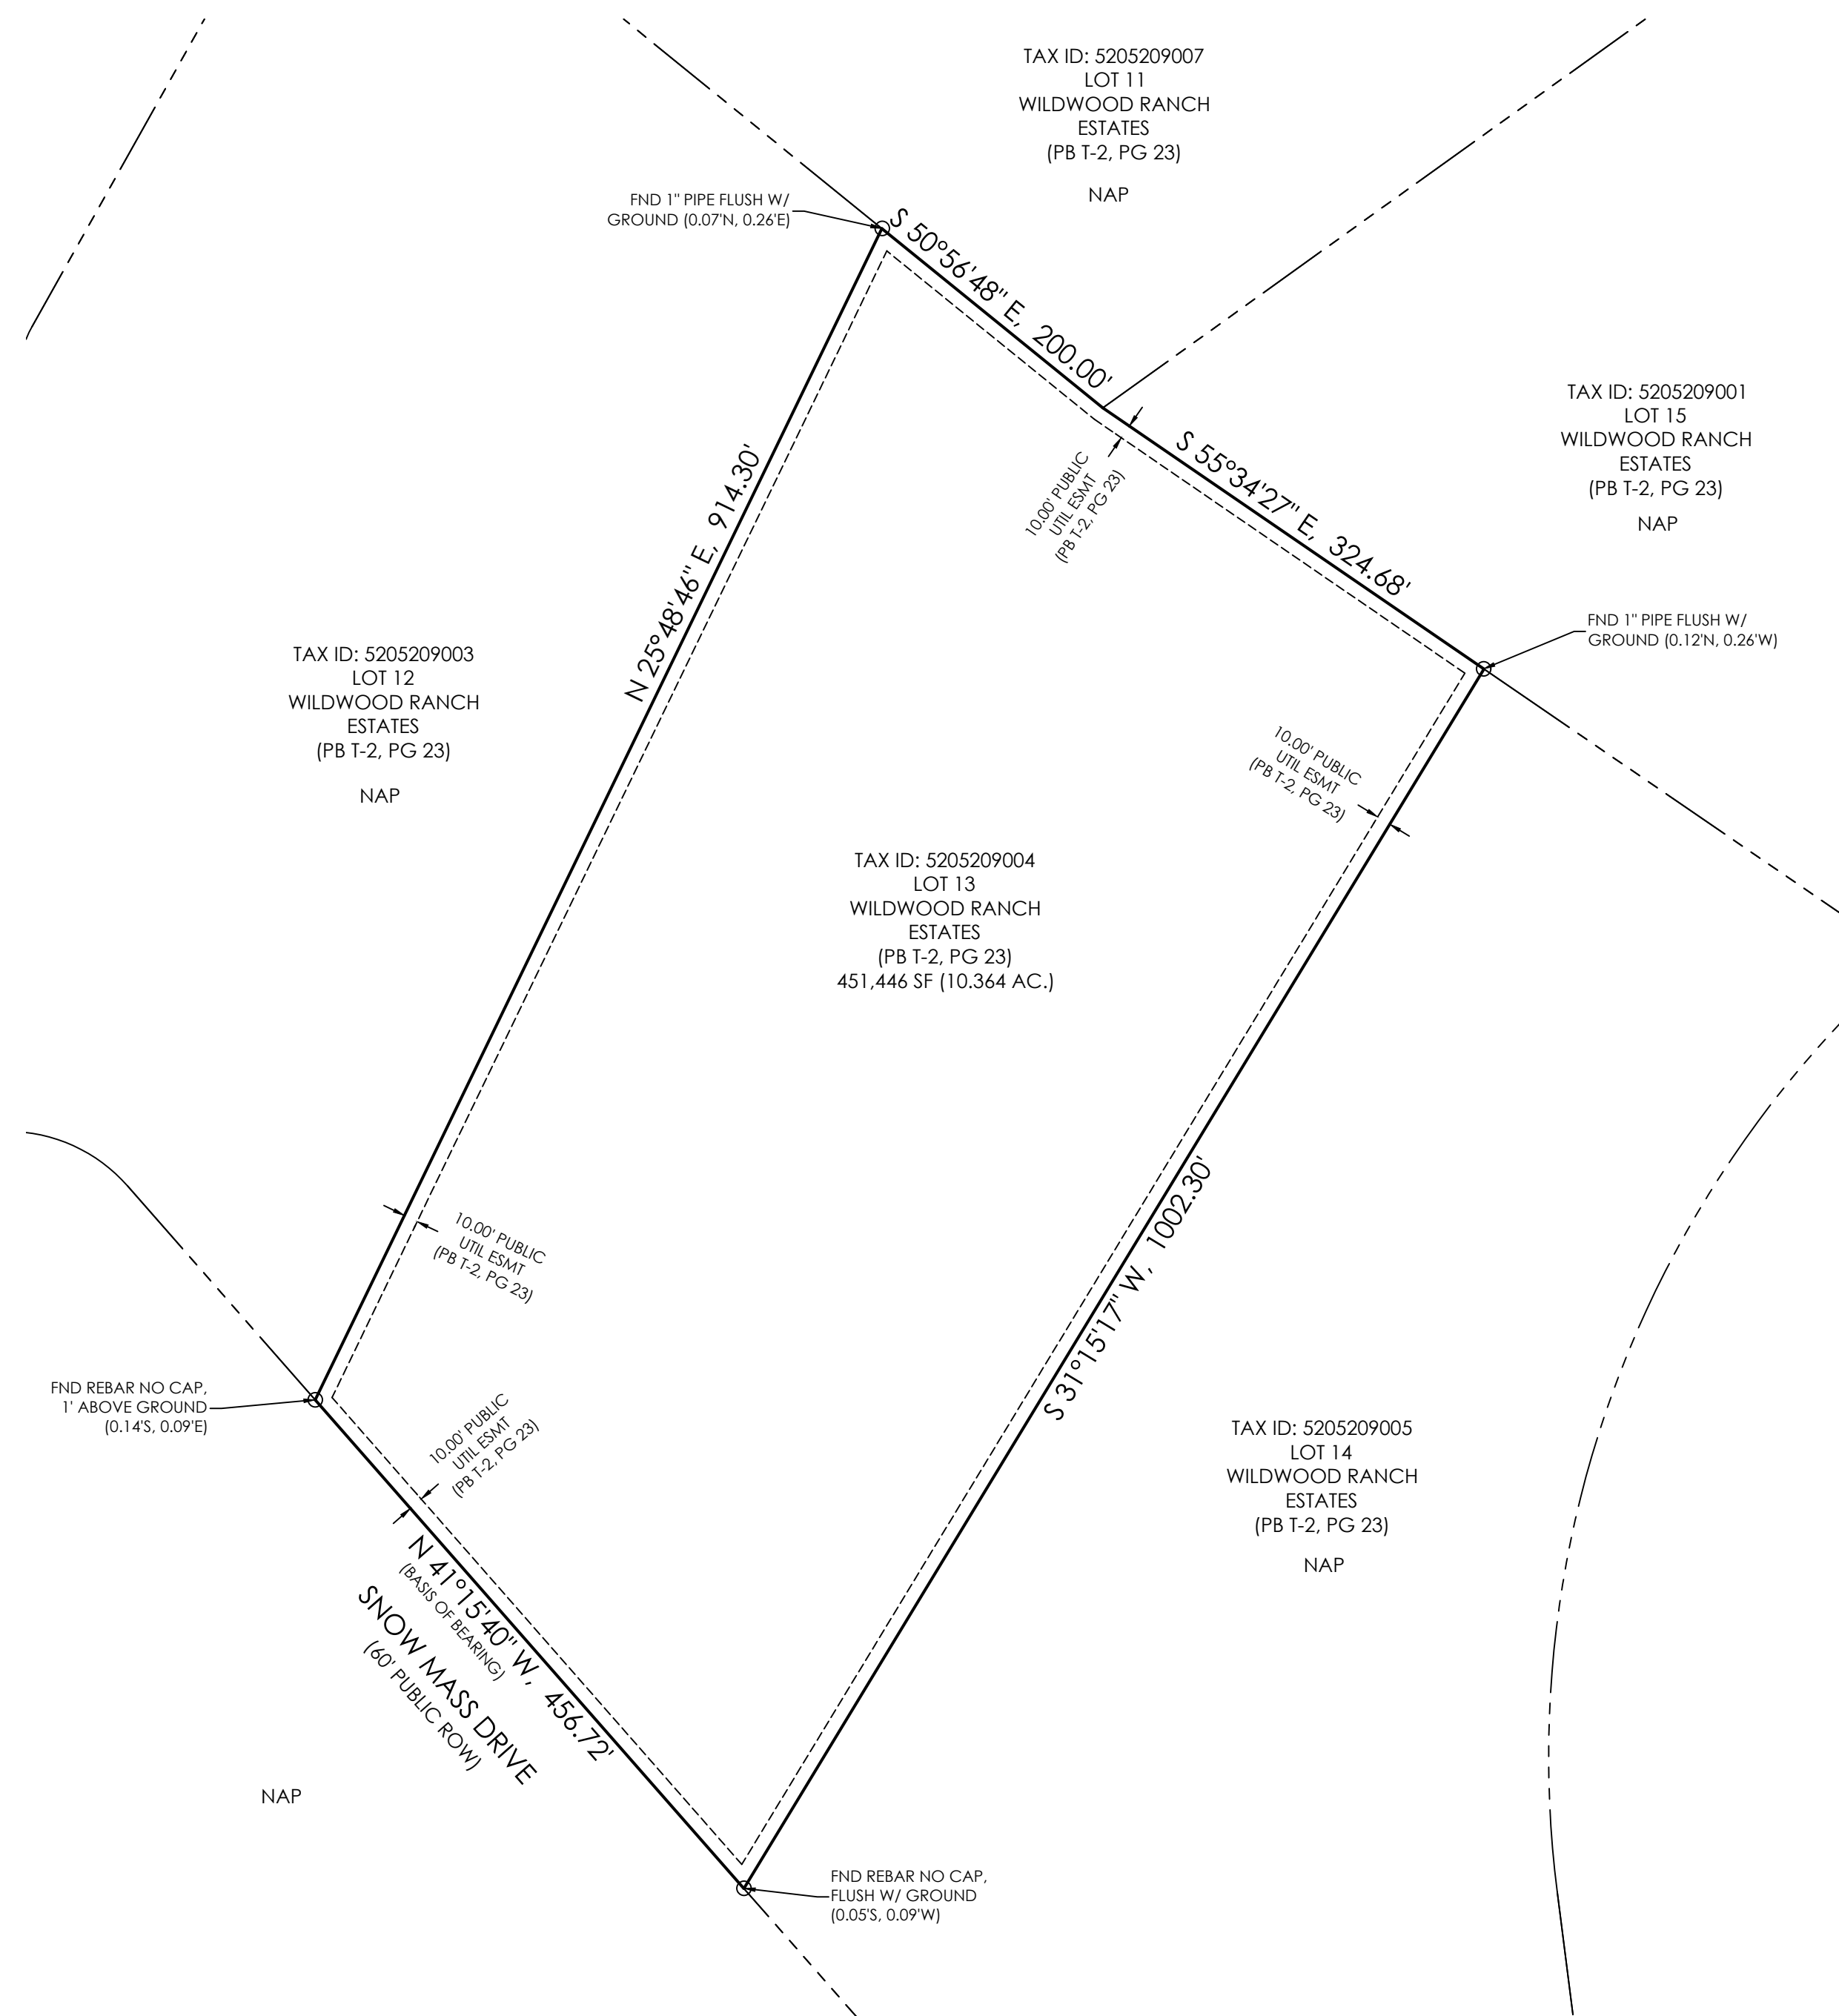 TAX ID: 5205209007
LOT 11
WILDWOOD RANCH
ESTATES
(PB T-2, PG 23)
NAP
FND 1" PIPE FLUSH W/
GROUND (0.07'N, 0.26'E)
S 50°56'48" E, 200.00'
TAX ID: 5205209001
LOT 15
WILDWOOD RANCH
ESTATES
(PB T-2, PG 23)
NAP
S 55°34'27" E, 324.68'
10.00' PUBLIC
UTIL ESMT
(PB T-2, PG 23)
N 25°48'46" E, 914.30'
FND 1" PIPE FLUSH W/
GROUND (0.12'N, 0.26'W)
TAX ID: 5205209003
LOT 12
WILDWOOD RANCH
ESTATES
(PB T-2, PG 23)
NAP
10.00' PUBLIC
UTIL ESMT
(PB T-2, PG 23)
TAX ID: 5205209004
LOT 13
WILDWOOD RANCH
ESTATES
(PB T-2, PG 23)
451,446 SF (10.364 AC.)
S 31°15'17" W, 1002.30'
10.00' PUBLIC
UTIL ESMT
(PB T-2, PG 23)
FND REBAR NO CAP,
1' ABOVE GROUND
(0.14'S, 0.09'E)
10.00' PUBLIC
UTIL ESMT
(PB T-2, PG 23)
TAX ID: 5205209005
LOT 14
WILDWOOD RANCH
ESTATES
(PB T-2, PG 23)
NAP
N 41°15'40" W, 456.72'
(BASIS OF BEARING)
SNOW MASS DRIVE
(60' PUBLIC ROW)
NAP
FND REBAR NO CAP,
FLUSH W/ GROUND
(0.05'S, 0.09'W)